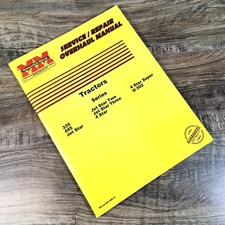 MM
SERVICE / REPAIR
OVERHAUL MANUAL
Tractors
Series
335
445
Jet Star
Jet Star Two
Jet Star Three
4 Star
4 Star Super
U-302